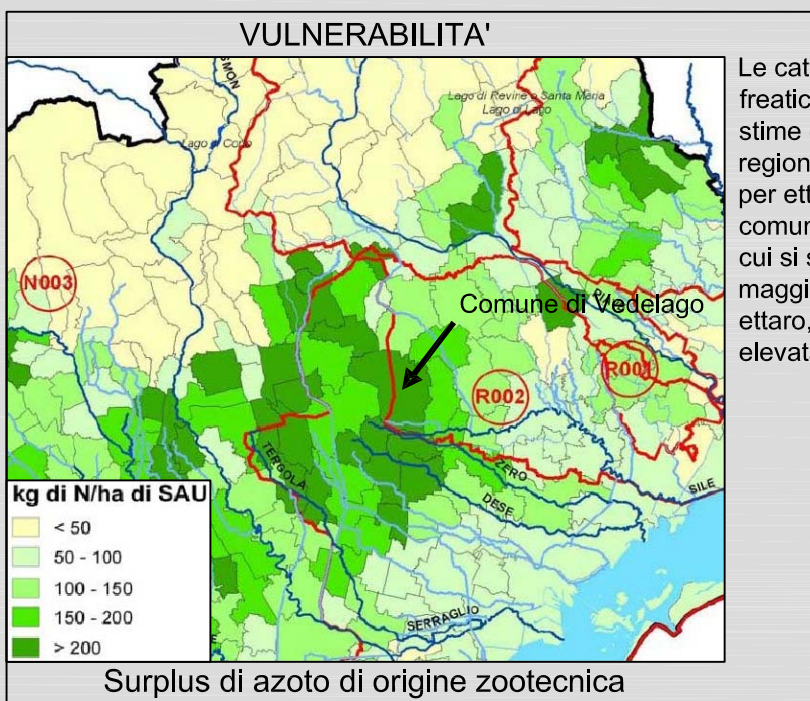 VULNERABILITA'
SMON
Lago di Revine e Santa Maria
Lago di Lago
Lago di Corlo
N003
Comune di Vedelago
R001
R002
TERGOLA
ZERO
DESE
SILE
SERRAGLIO
kg di N/ha di SAU
< 50
50 - 100
100 - 150
150 - 200
> 200
Surplus di azoto di origine zootecnica
Le cat
freatic
stime
region
per ett
comur
cui si s
maggi
ettaro,
elevat